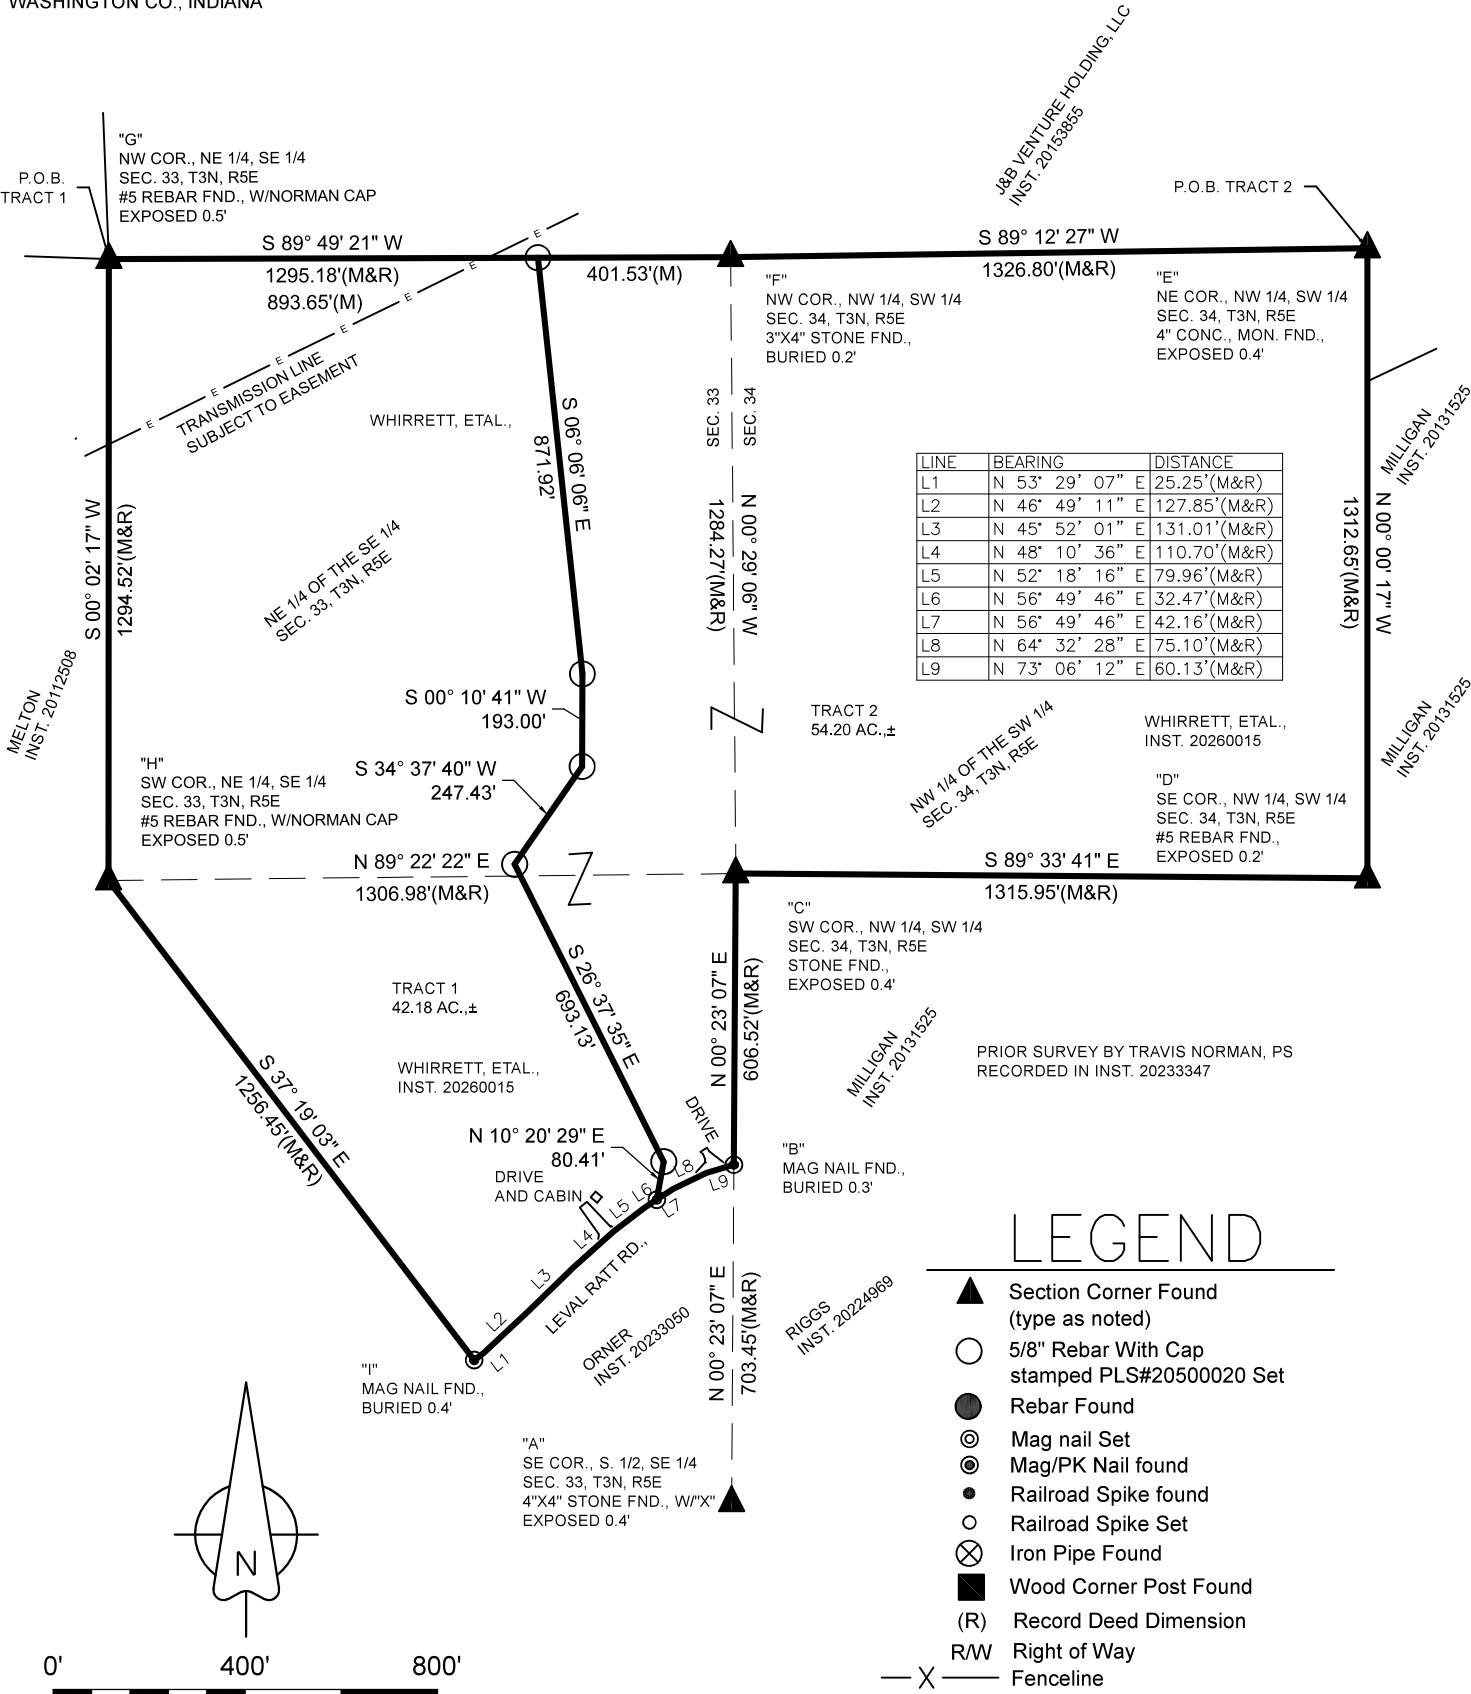 WASHINGTON CO., INDIANA
J&B VENTURE HOLDING, LLC
INST. 20153855
"G"
NW COR., NE 1/4, SE 1/4
SEC. 33, T3N, R5E
#5 REBAR FND., W/NORMAN CAP
EXPOSED 0.5'
P.O.B.
TRACT 1
P.O.B. TRACT 2
S 89° 49' 21" W
1295.18'(M&R)
893.65'(M)
401.53'(M)
S 89° 12' 27" W
1326.80'(M&R)
"F"
NW COR., NW 1/4, SW 1/4
SEC. 34, T3N, R5E
3"X4" STONE FND.,
BURIED 0.2'
"E"
NE COR., NW 1/4, SW 1/4
SEC. 34, T3N, R5E
4" CONC., MON. FND.,
EXPOSED 0.4'
E
E
E
E
E
E
E
TRANSMISSION LINE
SUBJECT TO EASEMENT
WHIRRETT, ETAL.,
S 06° 06' 06" E
871.92'
SEC. 33
SEC. 34
N 00° 29' 06" W
1284.27'(M&R)
MILLIGAN
INST. 20131525
N 00° 00' 17" W
1312.65'(M&R)
LINE BEARING DISTANCE
L1 N 53° 29' 07" E 25.25'(M&R)
L2 N 46° 49' 11" E 127.85'(M&R)
L3 N 45° 52' 01" E 131.01'(M&R)
L4 N 48° 10' 36" E 110.70'(M&R)
L5 N 52° 18' 16" E 79.96'(M&R)
L6 N 56° 49' 46" E 32.47'(M&R)
L7 N 56° 49' 46" E 42.16'(M&R)
L8 N 64° 32' 28" E 75.10'(M&R)
L9 N 73° 06' 12" E 60.13'(M&R)
S 00° 02' 17" W
1294.52'(M&R)
NE 1/4 OF THE SE 1/4
SEC. 33, T3N, R5E
MELTON
INST. 20112508
S 00° 10' 41" W
193.00'
TRACT 2
54.20 AC.,±
NW 1/4 OF THE SW 1/4
SEC. 34, T3N, R5E
WHIRRETT, ETAL.,
INST. 20260015
MILLIGAN
INST. 20131525
"H"
SW COR., NE 1/4, SE 1/4
SEC. 33, T3N, R5E
#5 REBAR FND., W/NORMAN CAP
EXPOSED 0.5'
S 34° 37' 40" W
247.43'
"D"
SE COR., NW 1/4, SW 1/4
SEC. 34, T3N, R5E
#5 REBAR FND.,
EXPOSED 0.2'
N 89° 22' 22" E
1306.98'(M&R)
S 89° 33' 41" E
1315.95'(M&R)
"C"
SW COR., NW 1/4, SW 1/4
SEC. 34, T3N, R5E
STONE FND.,
EXPOSED 0.4'
S 26° 37' 35" E
693.13'
TRACT 1
42.18 AC.,±
N 00° 23' 07" E
606.52'(M&R)
MILLIGAN
INST. 20131525
PRIOR SURVEY BY TRAVIS NORMAN, PS
RECORDED IN INST. 20233347
WHIRRETT, ETAL.,
INST. 20260015
S 37° 19' 03" E
1256.45'(M&R)
DRIVE
N 10° 20' 29" E
80.41'
DRIVE
AND CABIN
"B"
MAG NAIL FND.,
BURIED 0.3'
L8
L9
L6
L7
L5
L4
L3
L2
L1
LEVAL RATT RD.,
ORNER
INST. 20233050
N 00° 23' 07" E
703.45'(M&R)
RIGGS
INST. 20224969
"I"
MAG NAIL FND.,
BURIED 0.4'
"A"
SE COR., S. 1/2, SE 1/4
SEC. 33, T3N, R5E
4"X4" STONE FND., W/"X"
EXPOSED 0.4'
LEGEND
Section Corner Found
(type as noted)
5/8" Rebar With Cap
stamped PLS#20500020 Set
Rebar Found
Mag nail Set
Mag/PK Nail found
Railroad Spike found
Railroad Spike Set
Iron Pipe Found
Wood Corner Post Found
(R) Record Deed Dimension
R/W Right of Way
X Fenceline
N
0' 400' 800'